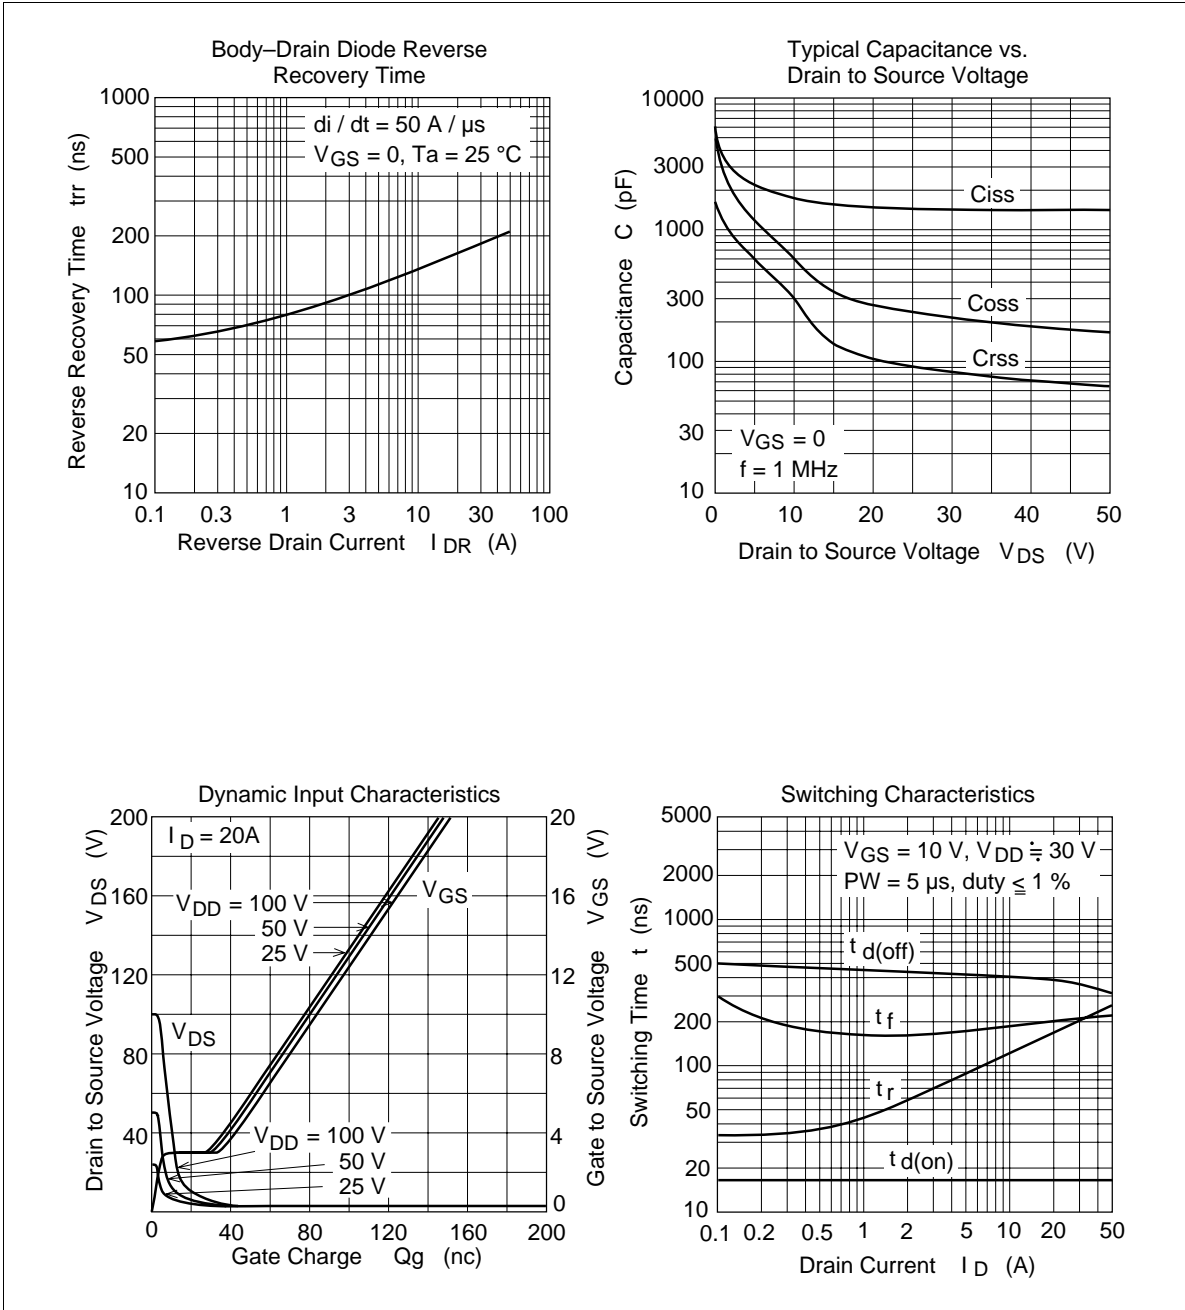 Body–Drain Diode Reverse
Recovery Time
1000
500
200
100
50
20
10
Reverse Recovery Time trr (ns)
di / dt = 50 A / µs
VGS = 0, Ta = 25 °C
0.1 0.3 1 3 10 30 100
Reverse Drain Current I DR (A)
Typical Capacitance vs.
Drain to Source Voltage
10000
3000
1000
300
100
30
10
Capacitance C (pF)
Ciss
Coss
Crss
VGS = 0
f = 1 MHz
0 10 20 30 40 50
Drain to Source Voltage VDS (V)
Dynamic Input Characteristics
200
160
120
80
40
0
Drain to Source Voltage VDS (V)
I D = 20A
VDD = 100 V
50 V
25 V
VGS
VDS
VDD = 100 V
50 V
25 V
20
16
12
8
4
0
Gate to Source Voltage VGS (V)
0 40 80 120 160 200
Gate Charge Qg (nc)
Switching Characteristics
5000
2000
1000
500
200
100
50
20
10
Switching Time t (ns)
VGS = 10 V, VDD ≒ 30 V
PW = 5 µs, duty ≦ 1 %
t d(off)
t f
t r
t d(on)
0.1 0.2 0.5 1 2 5 10 20 50
Drain Current I D (A)